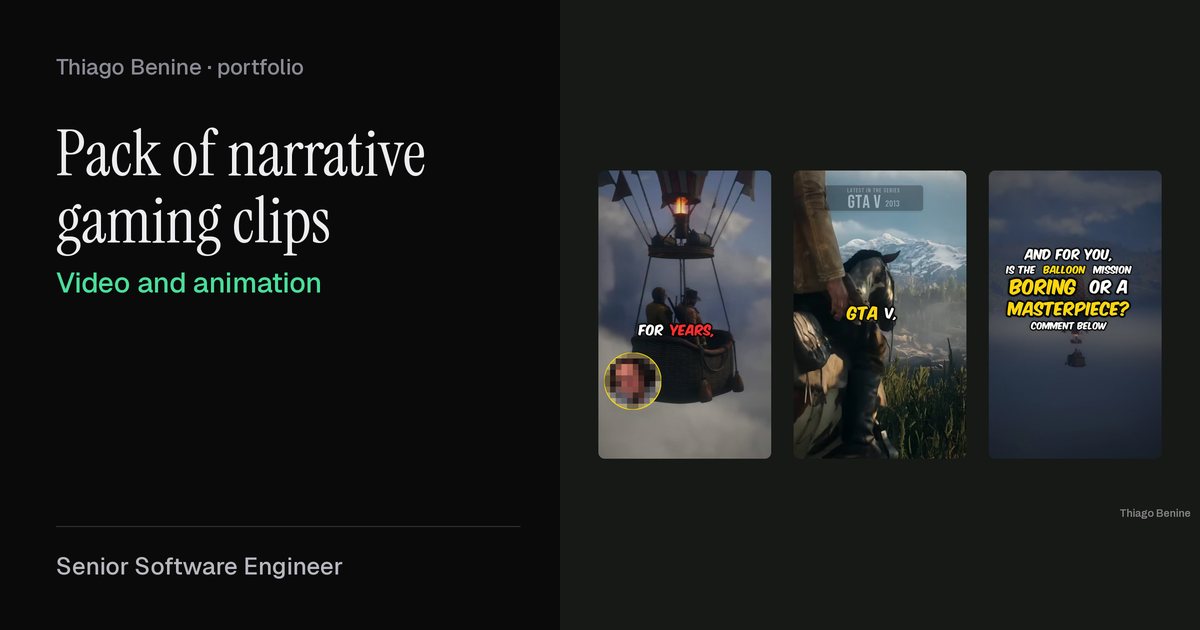 Thiago Benine · portfolio
Pack of narrative
gaming clips
Video and animation
Senior Software Engineer
FOR YEARS,
LATEST IN THE SERIES
GTA V 2013
GTA V,
AND FOR YOU,
IS THE BALLOON MISSION
BORING OR A
MASTERPIECE?
COMMENT BELOW
Thiago Benine